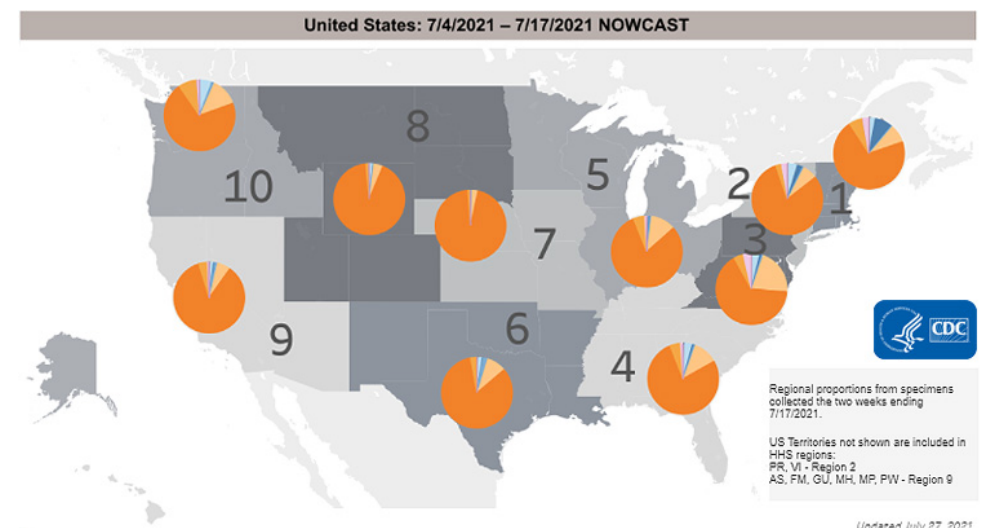 United States: 7/4/2021 – 7/17/2021 NOWCAST
8
10
5
2
1
7
3
9
6
4
CDC
Regional proportions from specimens
collected the two weeks ending
7/17/2021.
US Territories not shown are included in
HHS regions:
PR, VI - Region 2
AS, FM, GU, MH, MP, PW - Region 9
Updated July 27, 2021